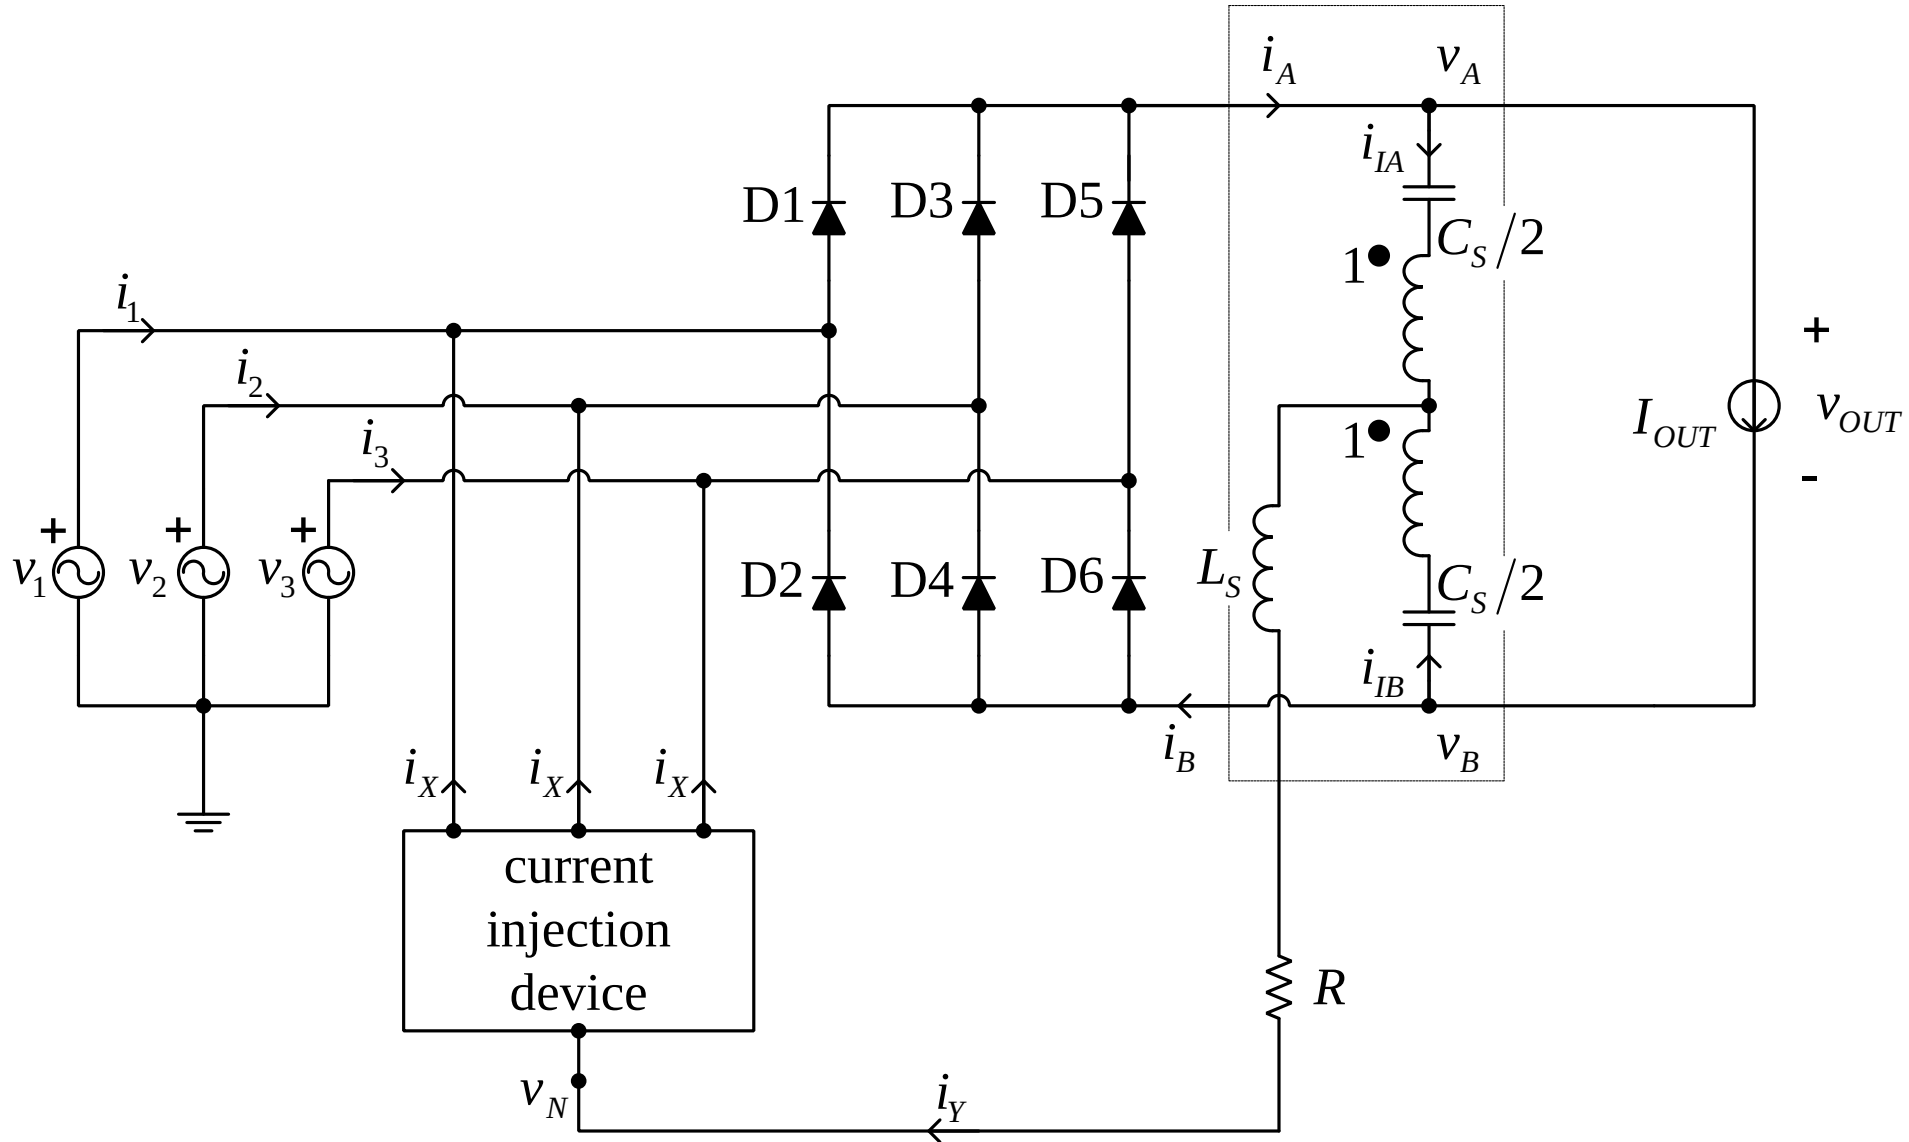 i_A v_A
i_IA
D1 D3 D5
C_S/2
1
i_1
i_2
i_3
+
1
I_OUT v_OUT
-
+ + +
v_1 v_2 v_3
D2 D4 D6
L_S
C_S/2
i_IB
i_B v_B
i_X i_X i_X
current
injection
device
R
v_N
i_Y